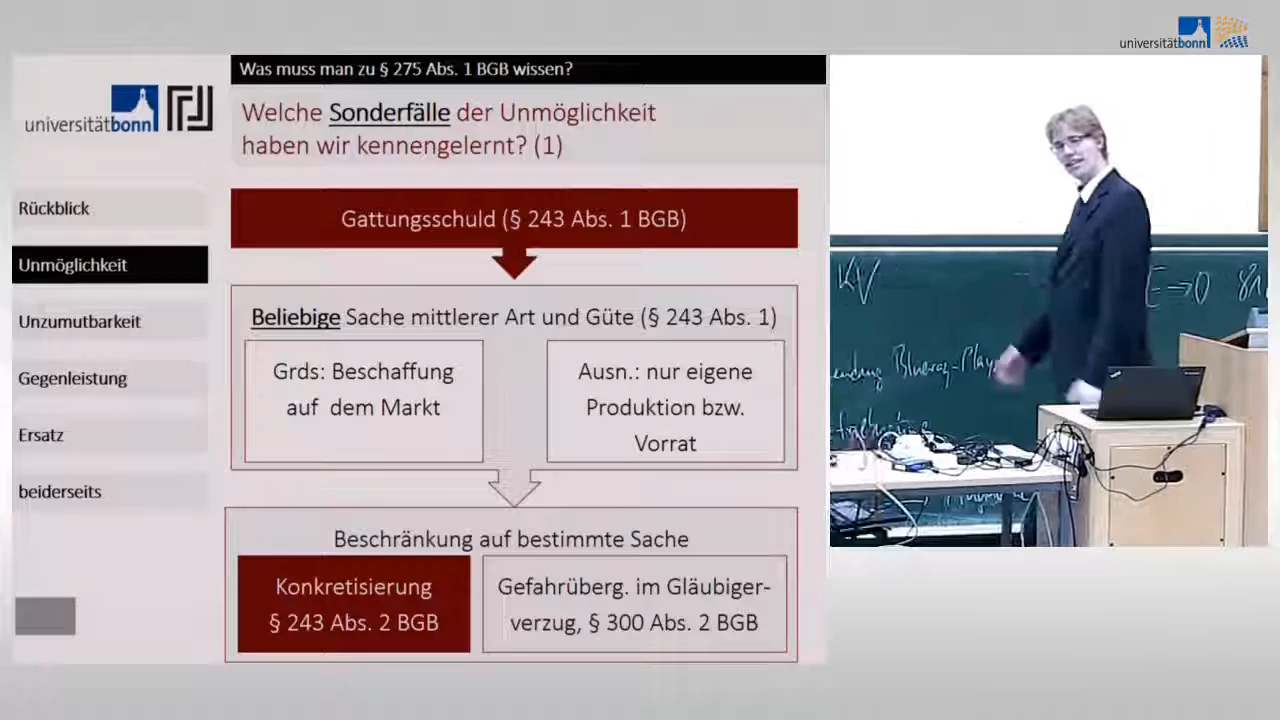 universitätbonn
Was muss man zu § 275 Abs. 1 BGB wissen?
universitätbonn
Welche Sonderfälle der Unmöglichkeit
haben wir kennengelernt? (1)
Rückblick
Unmöglichkeit
Unzumutbarkeit
Gegenleistung
Ersatz
beiderseits
Gattungsschuld (§ 243 Abs. 1 BGB)
Beliebige Sache mittlerer Art und Güte (§ 243 Abs. 1)
Grds: Beschaffung
auf dem Markt
Ausn.: nur eigene
Produktion bzw.
Vorrat
Beschränkung auf bestimmte Sache
Konkretisierung
§ 243 Abs. 2 BGB
Gefahrüberg. im Gläubiger-
verzug, § 300 Abs. 2 BGB
KV
E→0